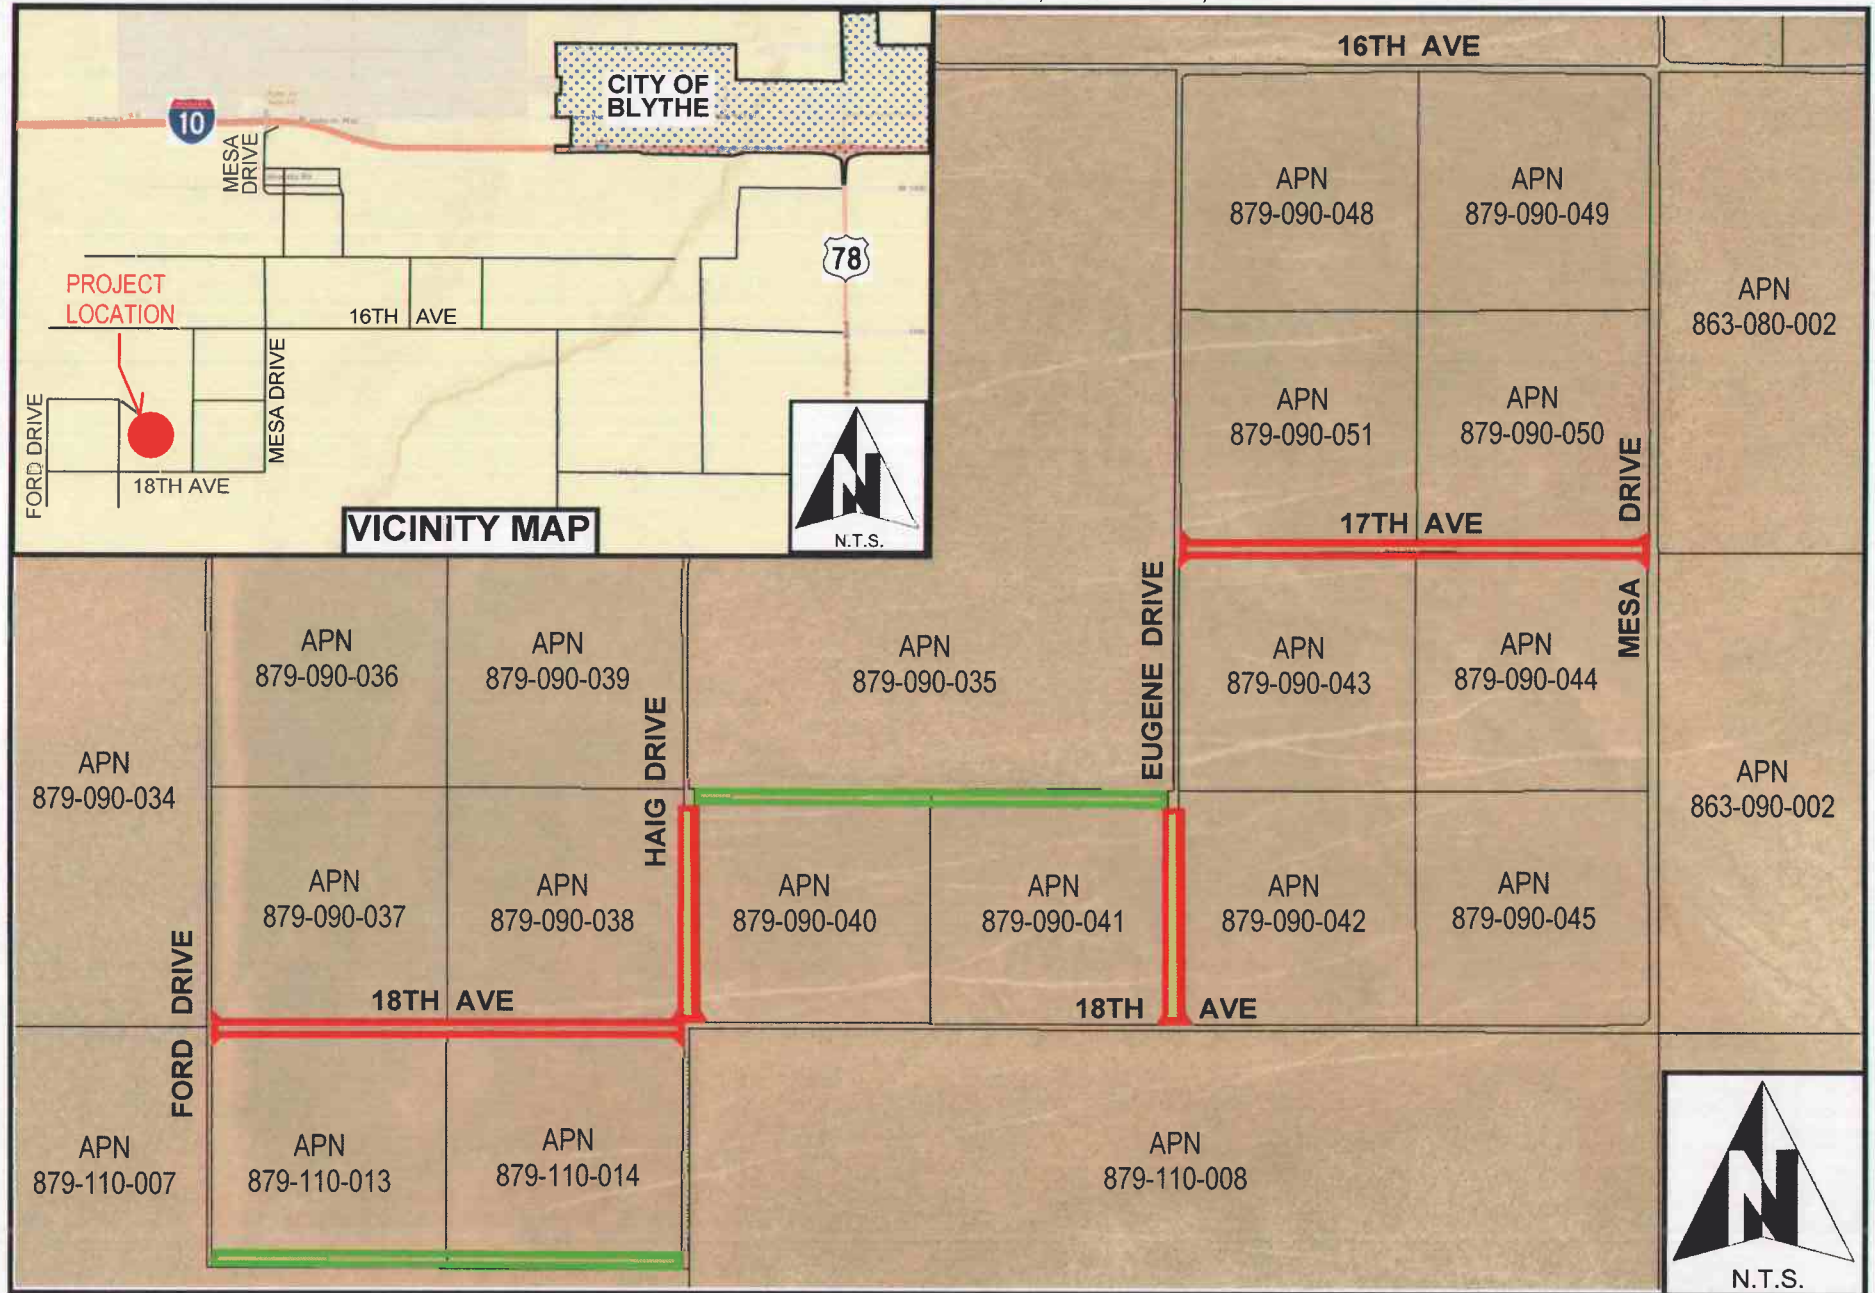 CITY OF
BLYTHE
10
MESA
DRIVE
78
PROJECT
LOCATION
16TH AVE
MESA DRIVE
FORD DRIVE
18TH AVE
VICINITY MAP
N
N.T.S.
16TH AVE
APN
879-090-048
APN
879-090-049
APN
863-080-002
APN
879-090-051
APN
879-090-050
17TH AVE
MESA DRIVE
EUGENE DRIVE
APN
879-090-036
APN
879-090-039
APN
879-090-035
APN
879-090-043
APN
879-090-044
HAIG DRIVE
APN
879-090-034
APN
863-090-002
APN
879-090-037
APN
879-090-038
APN
879-090-040
APN
879-090-041
APN
879-090-042
APN
879-090-045
FORD DRIVE
18TH AVE
18TH AVE
APN
879-110-007
APN
879-110-013
APN
879-110-014
APN
879-110-008
N
N.T.S.